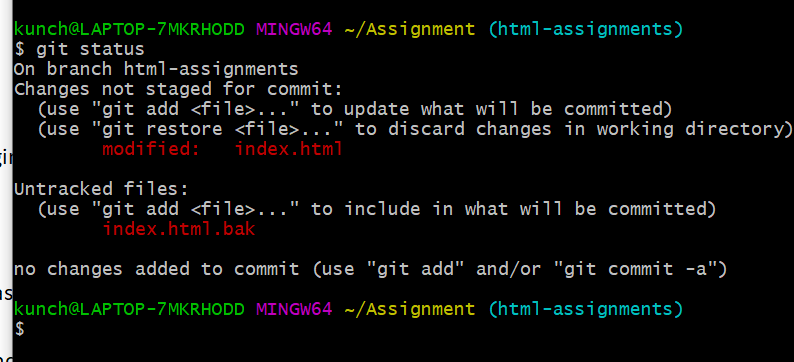 kunch@LAPTOP-7MKRHODD MINGW64 ~/Assignment (html-assignments)
$ git status
On branch html-assignments
Changes not staged for commit:
  (use "git add <file>..." to update what will be committed)
  (use "git restore <file>..." to discard changes in working directory)
        modified:   index.html

Untracked files:
  (use "git add <file>..." to include in what will be committed)
        index.html.bak

no changes added to commit (use "git add" and/or "git commit -a")

kunch@LAPTOP-7MKRHODD MINGW64 ~/Assignment (html-assignments)
$